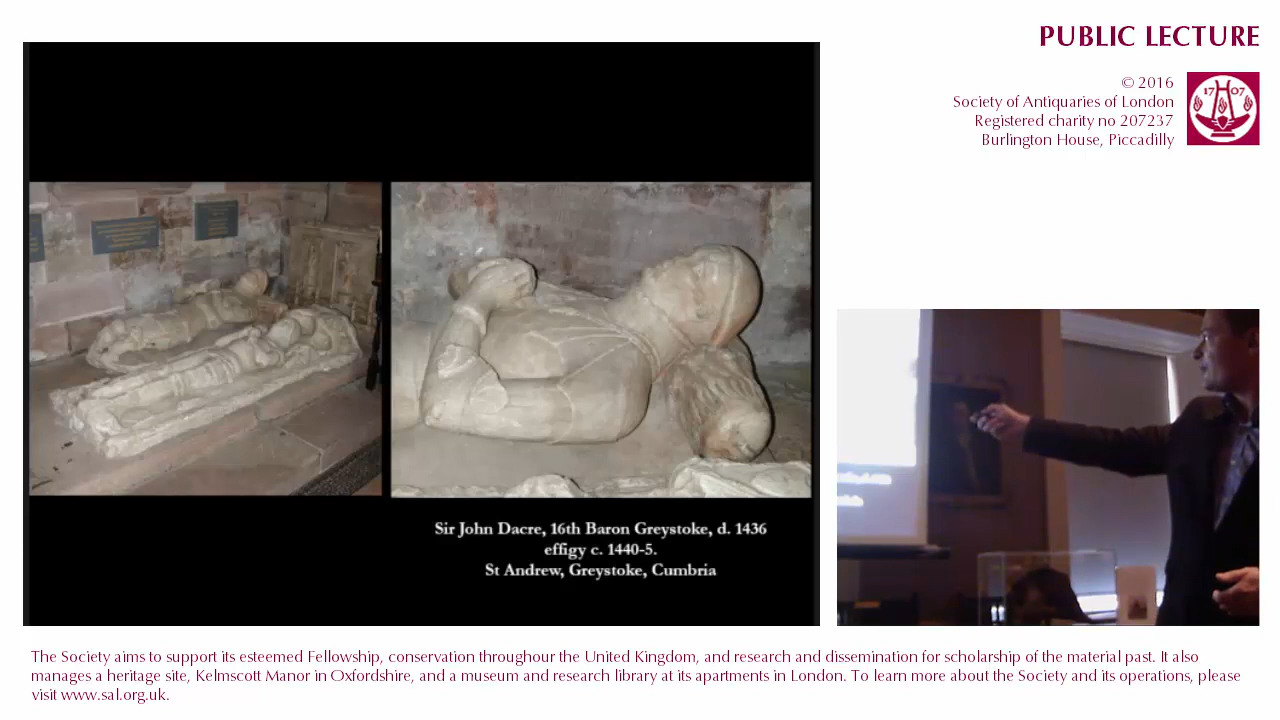 PUBLIC LECTURE
© 2016
Society of Antiquaries of London
Registered charity no 207237
Burlington House, Piccadilly
17 07
Sir John Dacre, 16th Baron Greystoke, d. 1436
effigy c. 1440-5.
St Andrew, Greystoke, Cumbria
The Society aims to support its esteemed Fellowship, conservation throughour the United Kingdom, and research and dissemination for scholarship of the material past. It also
manages a heritage site, Kelmscott Manor in Oxfordshire, and a museum and research library at its apartments in London. To learn more about the Society and its operations, please
visit www.sal.org.uk.